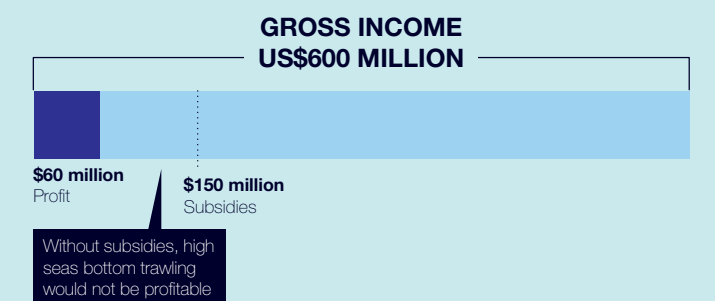 GROSS INCOME
US$600 MILLION
$60 million
Profit
$150 million
Subsidies
Without subsidies, high
seas bottom trawling
would not be profitable